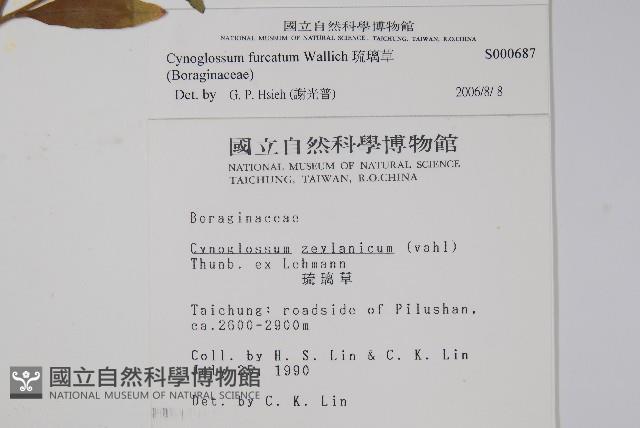 國立自然科學博物館
NATIONAL MUSEUM OF NATURAL SCIENCE, TAICHUNG, TAIWAN, R.O.CHINA
Cynoglossum furcatum Wallich 琉璃草 S000687
(Boraginaceae)
Det. by G. P. Hsieh (謝光普) 2006/8/8
國立自然科學博物館
NATIONAL MUSEUM OF NATURAL SCIENCE
TAICHUNG, TAIWAN, R.O.CHINA
Boraginaceae
Cynoglossum zeylanicum (vahl)
Thunb. ex Lehmann
琉璃草
Taichung: roadside of Pilushan,
ca.2600-2900m
Coll. by H. S. Lin & C. K. Lin
July 25, 1990
Det. by C. K. Lin
國立自然科學博物館
NATIONAL MUSEUM OF NATURAL SCIENCE